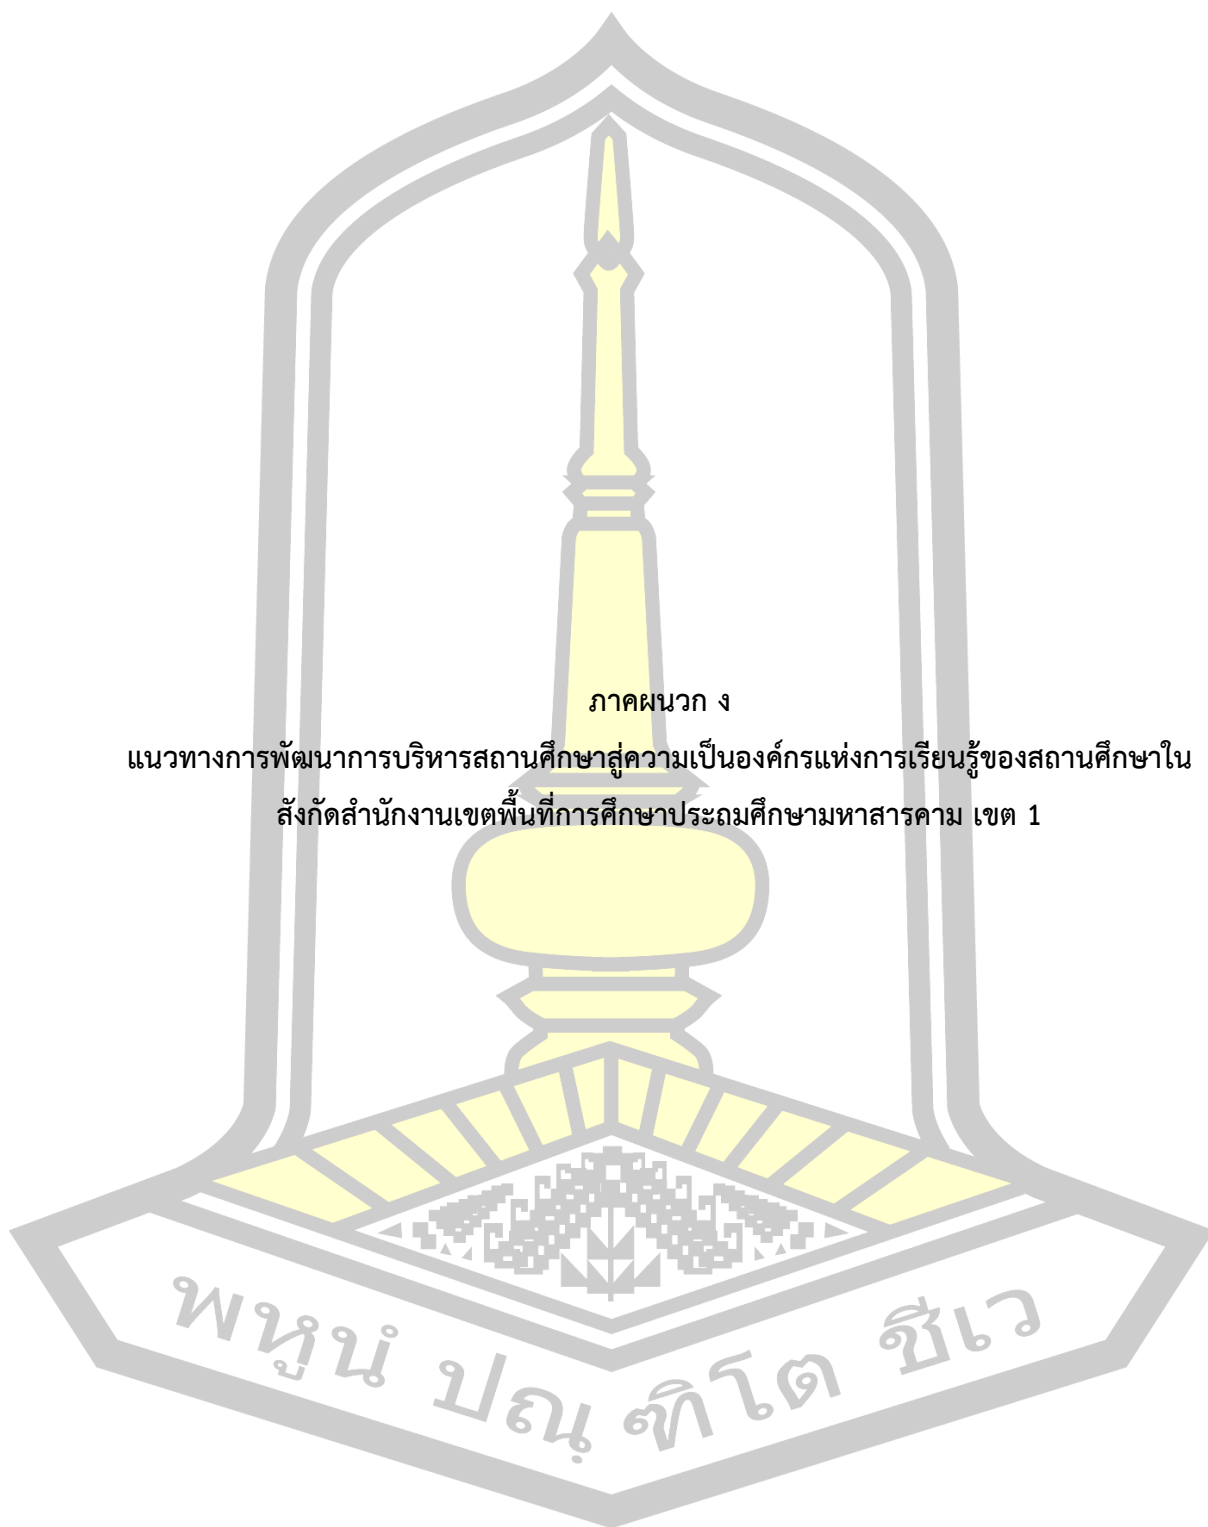 ภาคผนวก ง
แนวทางการพัฒนาการบริหารสถานศึกษาสู่ความเป็นองค์กรแห่งการเรียนรู้ของสถานศึกษาใน
สังกัดสำนักงานเขตพื้นที่การศึกษาประถมศึกษามหาสารคาม เขต 1
พหูนํ ปณฺฑิโต ชีเว